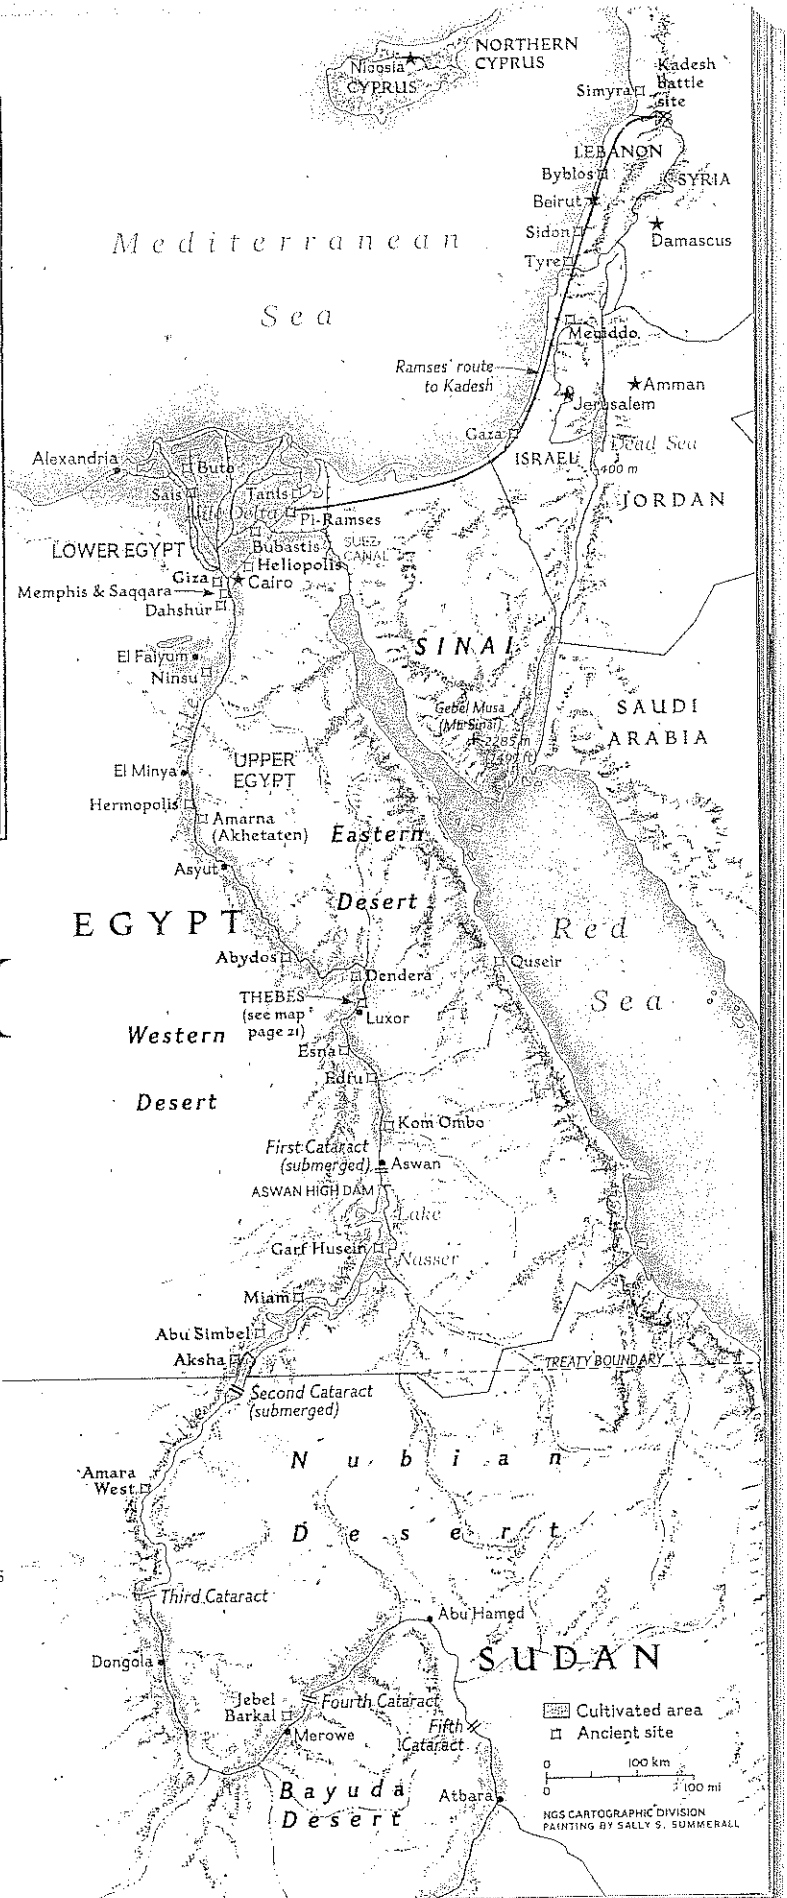 NORTHERN
CYPRUS
Nicosia
CYPRUS
Kadesh
battle
site
Simyra
LEBANON
Byblos
SYRIA
Beirut
Sidon
Damascus
Tyre
Mediterranean
Sea
Megiddo
Ramses' route
to Kadesh
Amman
Jerusalem
Gaza
Dead Sea
ISRAEL
-400 m
JORDAN
Alexandria
Buto
Sais
Tanis
Nile Delta
Pi-Ramses
SUEZ
CANAL
LOWER EGYPT
Bubastis
Heliopolis
Giza
Cairo
Memphis & Saqqara
Dahshur
SINAI
El Faiyum
Ninsu
Nile
Gebel Musa
(Mt. Sinai)
2285 m
SAUDI
ARABIA
UPPER
EGYPT
El Minya
Hermopolis
Amarna
(Akhetaten)
Eastern
Desert
Asyut
EGYPT
Red
Sea
Abydos
Dendera
Quseir
THEBES
(see map
page 21)
Luxor
Western
Desert
Esna
Edfu
Kom Ombo
First Cataract
(submerged)
Aswan
ASWAN HIGH DAM
Lake
Nasser
Garf Husein
Miam
Abu Simbel
Aksha
TREATY BOUNDARY
Second Cataract
(submerged)
Nile
Nubian
Desert
Amara
West
Third Cataract
Abu Hamed
Dongola
SUDAN
Jebel
Barkal
Fourth Cataract
Merowe
Fifth
Cataract
Cultivated area
Ancient site
0 100 km
0 100 mi
Bayuda
Desert
Atbara
NGS CARTOGRAPHIC DIVISION
PAINTING BY SALLY S. SUMMERALL